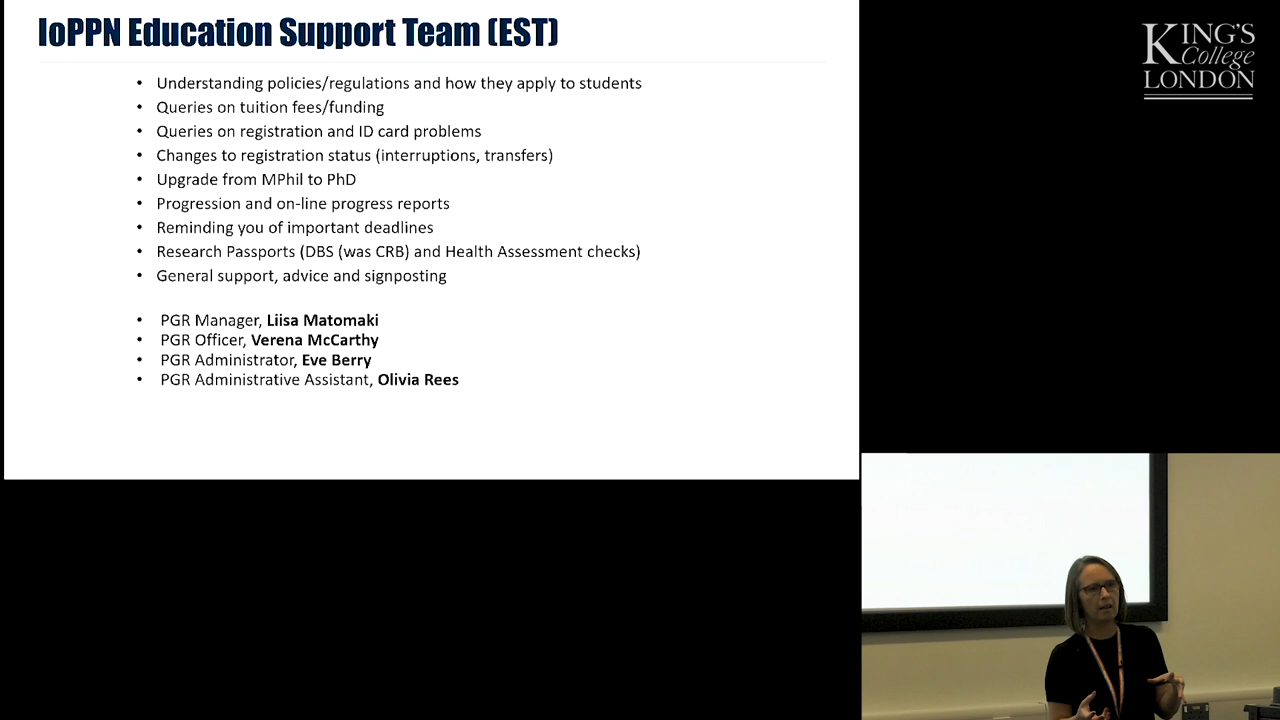 IoPPN Education Support Team (EST)
KING'S
College
LONDON
• Understanding policies/regulations and how they apply to students
• Queries on tuition fees/funding
• Queries on registration and ID card problems
• Changes to registration status (interruptions, transfers)
• Upgrade from MPhil to PhD
• Progression and on-line progress reports
• Reminding you of important deadlines
• Research Passports (DBS (was CRB) and Health Assessment checks)
• General support, advice and signposting
• PGR Manager, Liisa Matomaki
• PGR Officer, Verena McCarthy
• PGR Administrator, Eve Berry
• PGR Administrative Assistant, Olivia Rees